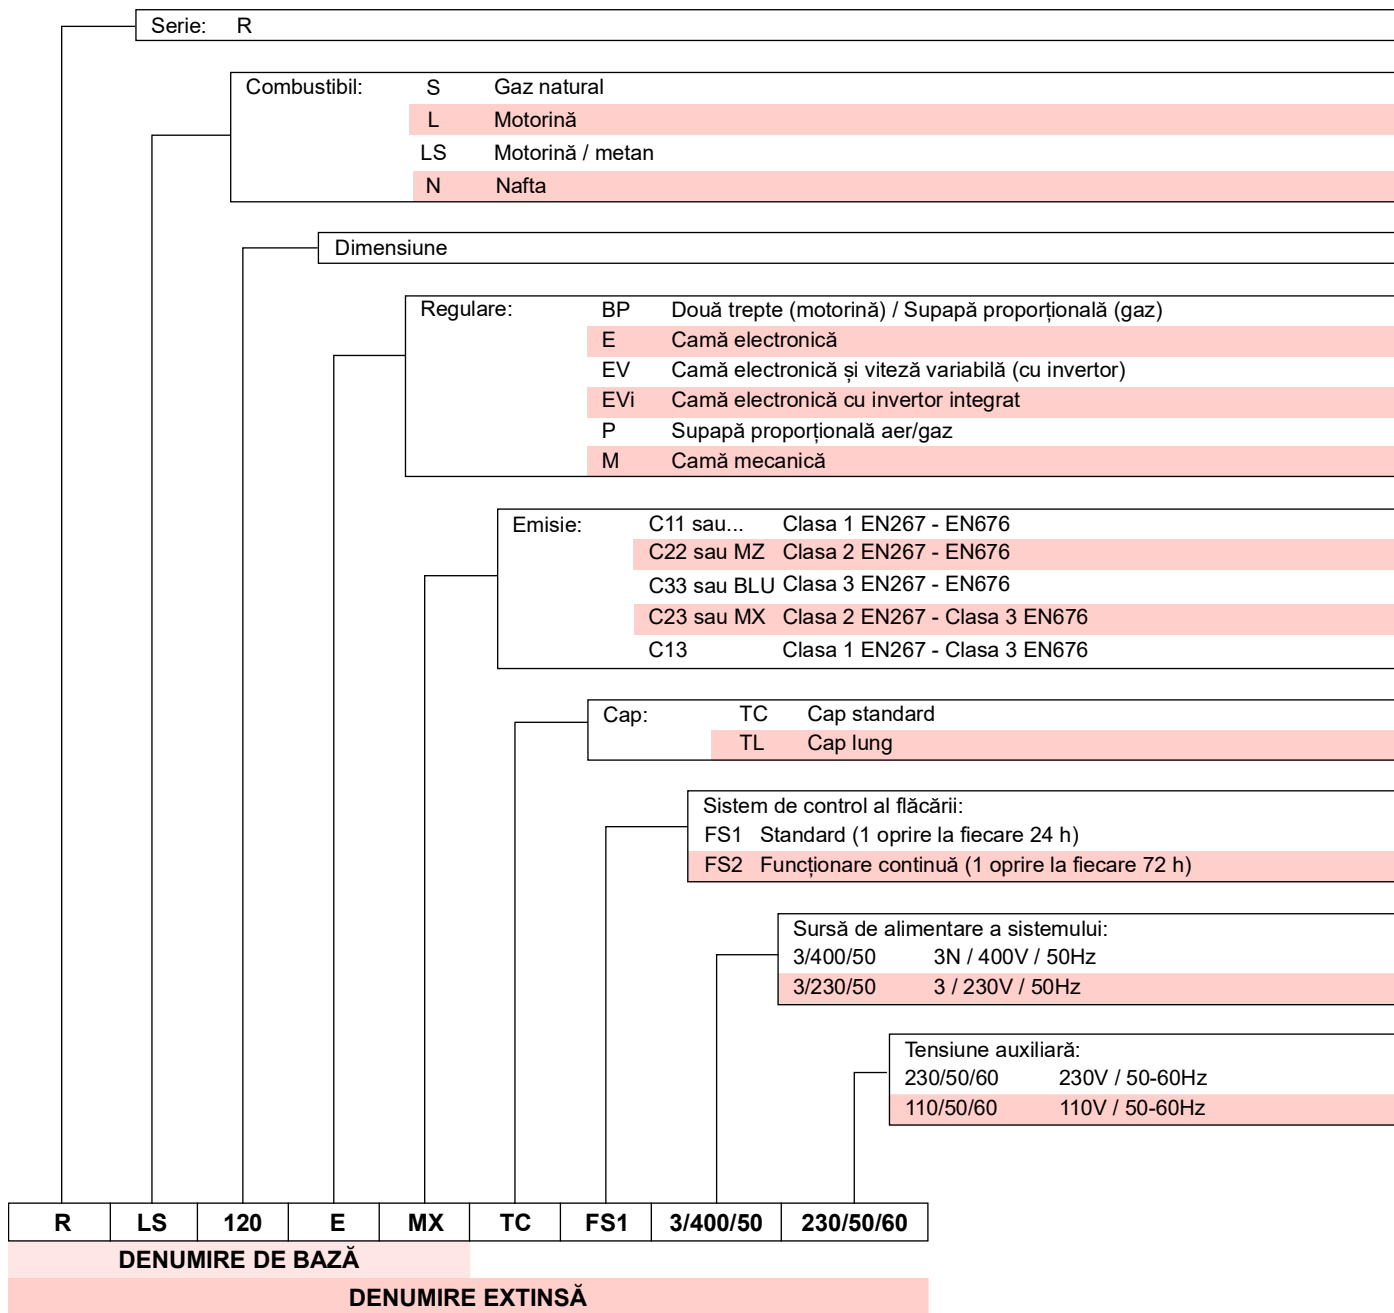 Serie: R
Combustibil: S Gaz natural
L Motorină
LS Motorină / metan
N Nafta
Dimensiune
Regulare: BP Două trepte (motorină) / Supapă proporțională (gaz)
E Camă electronică
EV Camă electronică și viteză variabilă (cu invertor)
EVi Camă electronică cu invertor integrat
P Supapă proporțională aer/gaz
M Camă mecanică
Emisie: C11 sau... Clasa 1 EN267 - EN676
C22 sau MZ Clasa 2 EN267 - EN676
C33 sau BLU Clasa 3 EN267 - EN676
C23 sau MX Clasa 2 EN267 - Clasa 3 EN676
C13 Clasa 1 EN267 - Clasa 3 EN676
Cap: TC Cap standard
TL Cap lung
Sistem de control al flăcării:
FS1 Standard (1 oprire la fiecare 24 h)
FS2 Funcționare continuă (1 oprire la fiecare 72 h)
Sursă de alimentare a sistemului:
3/400/50 3N / 400V / 50Hz
3/230/50 3 / 230V / 50Hz
Tensiune auxiliară:
230/50/60 230V / 50-60Hz
110/50/60 110V / 50-60Hz
R LS 120 E MX TC FS1 3/400/50 230/50/60
DENUMIRE DE BAZĂ
DENUMIRE EXTINSĂ